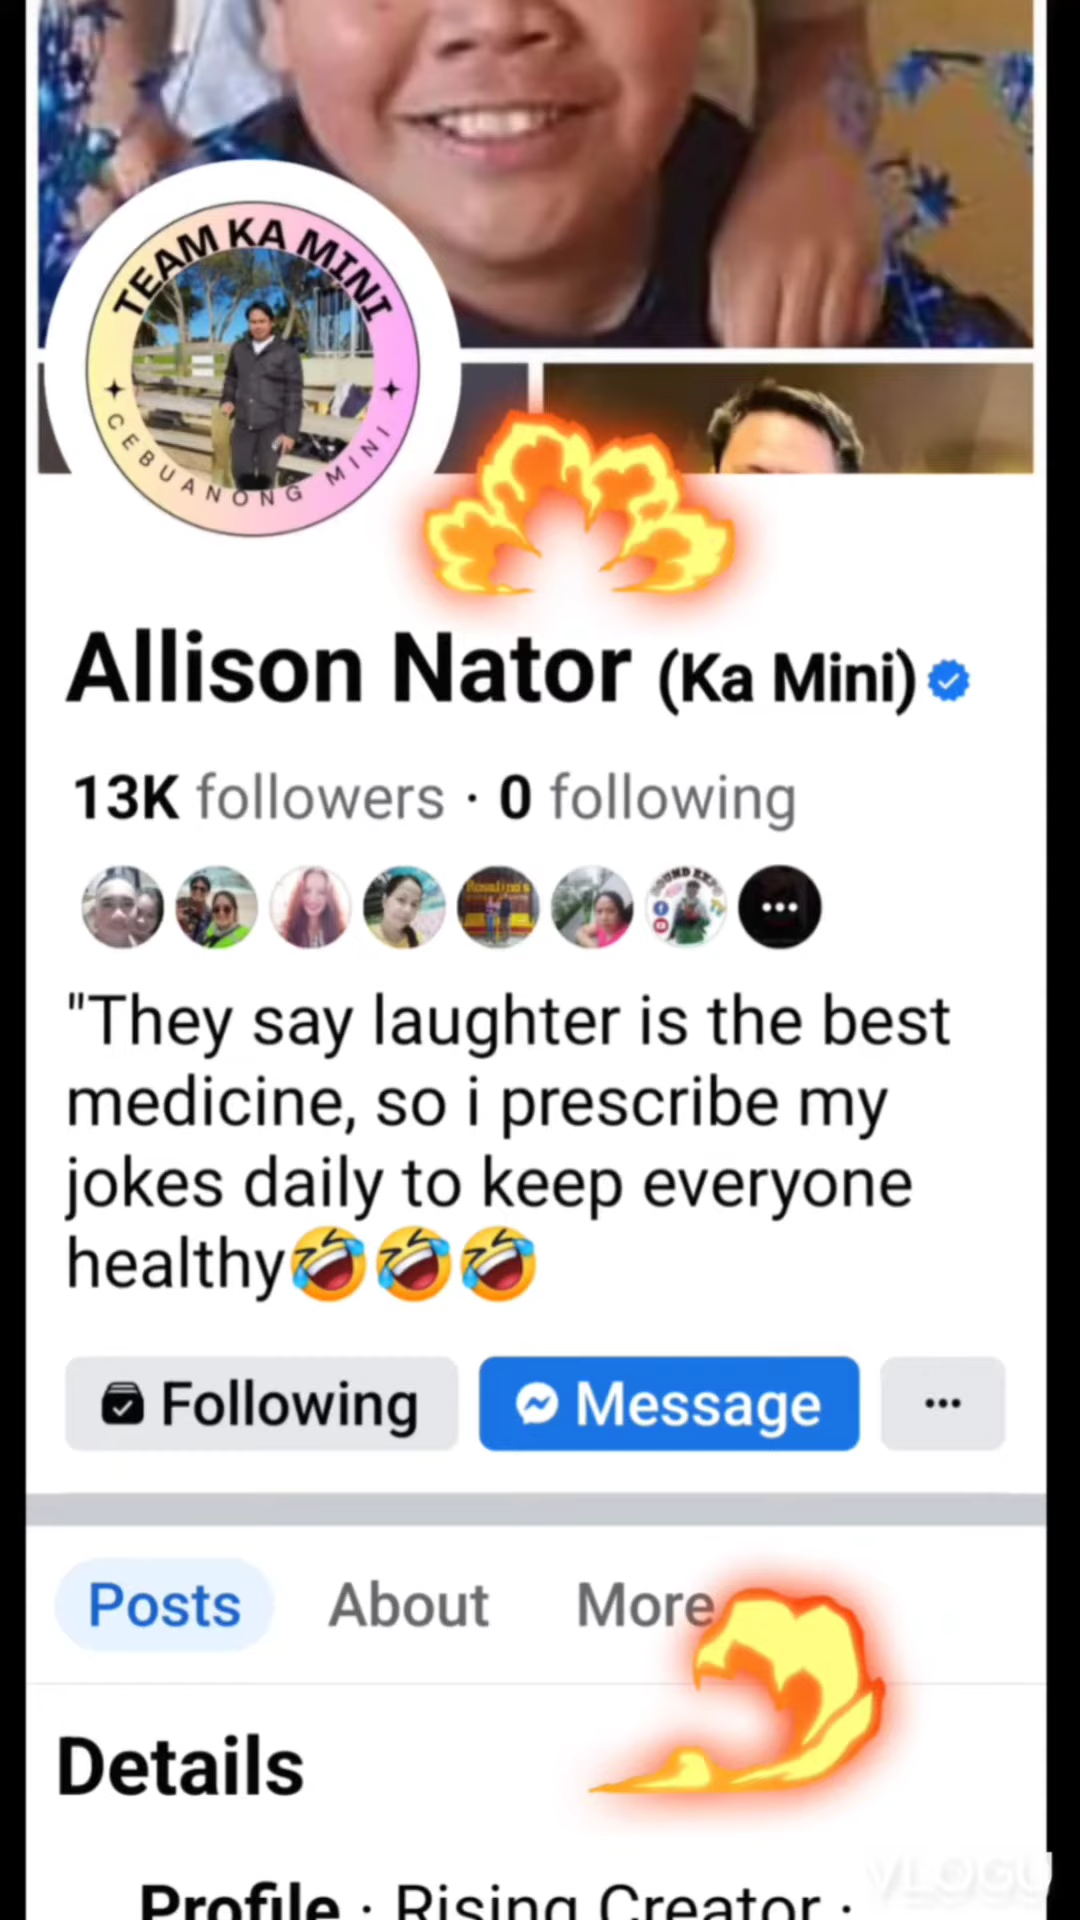 TEAM KA MINI
CEBUANONG MINI
Allison Nator (Ka Mini)
13K followers · 0 following
Rosalino's
"They say laughter is the best
medicine, so i prescribe my
jokes daily to keep everyone
healthy🤣🤣🤣
Following
Message
Posts
About
More
Details
Profile · Rising Creator ·
VLOGU